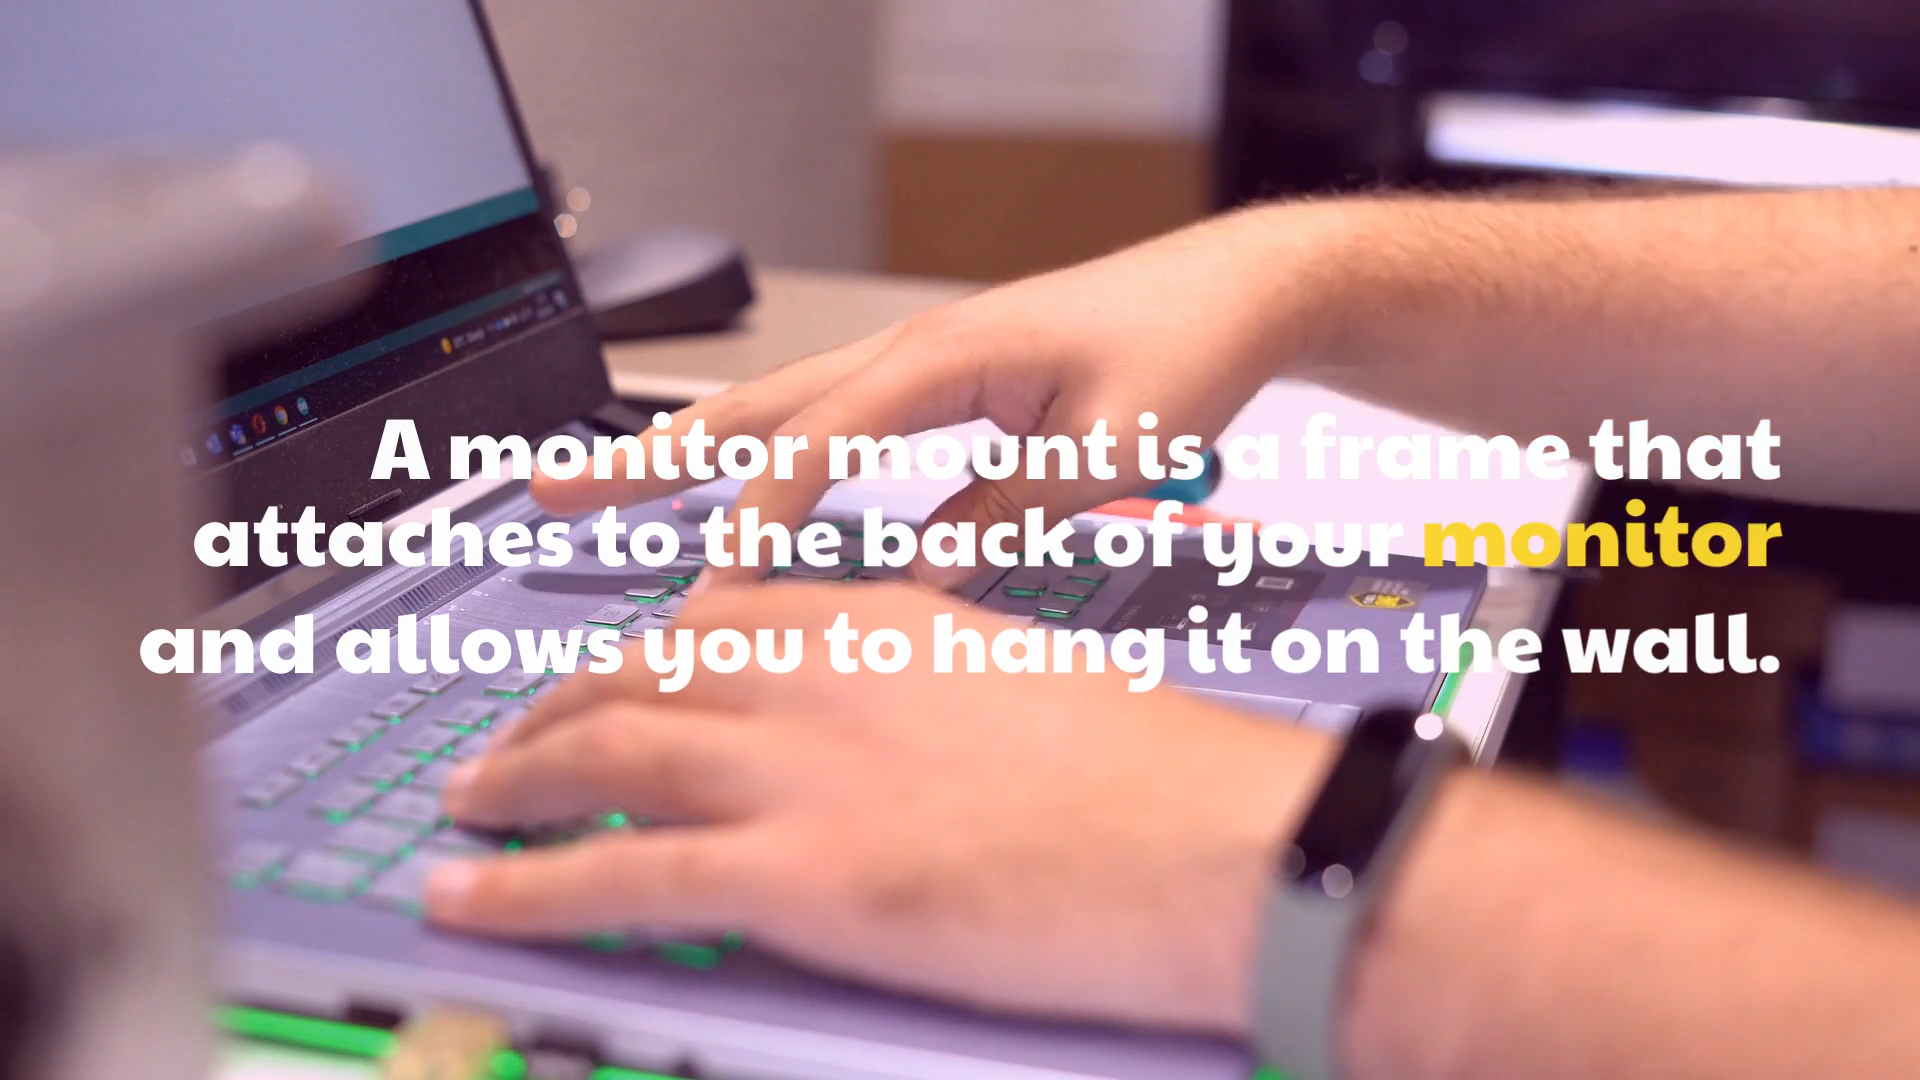 A monitor mount is a frame that
attaches to the back of your monitor
and allows you to hang it on the wall.